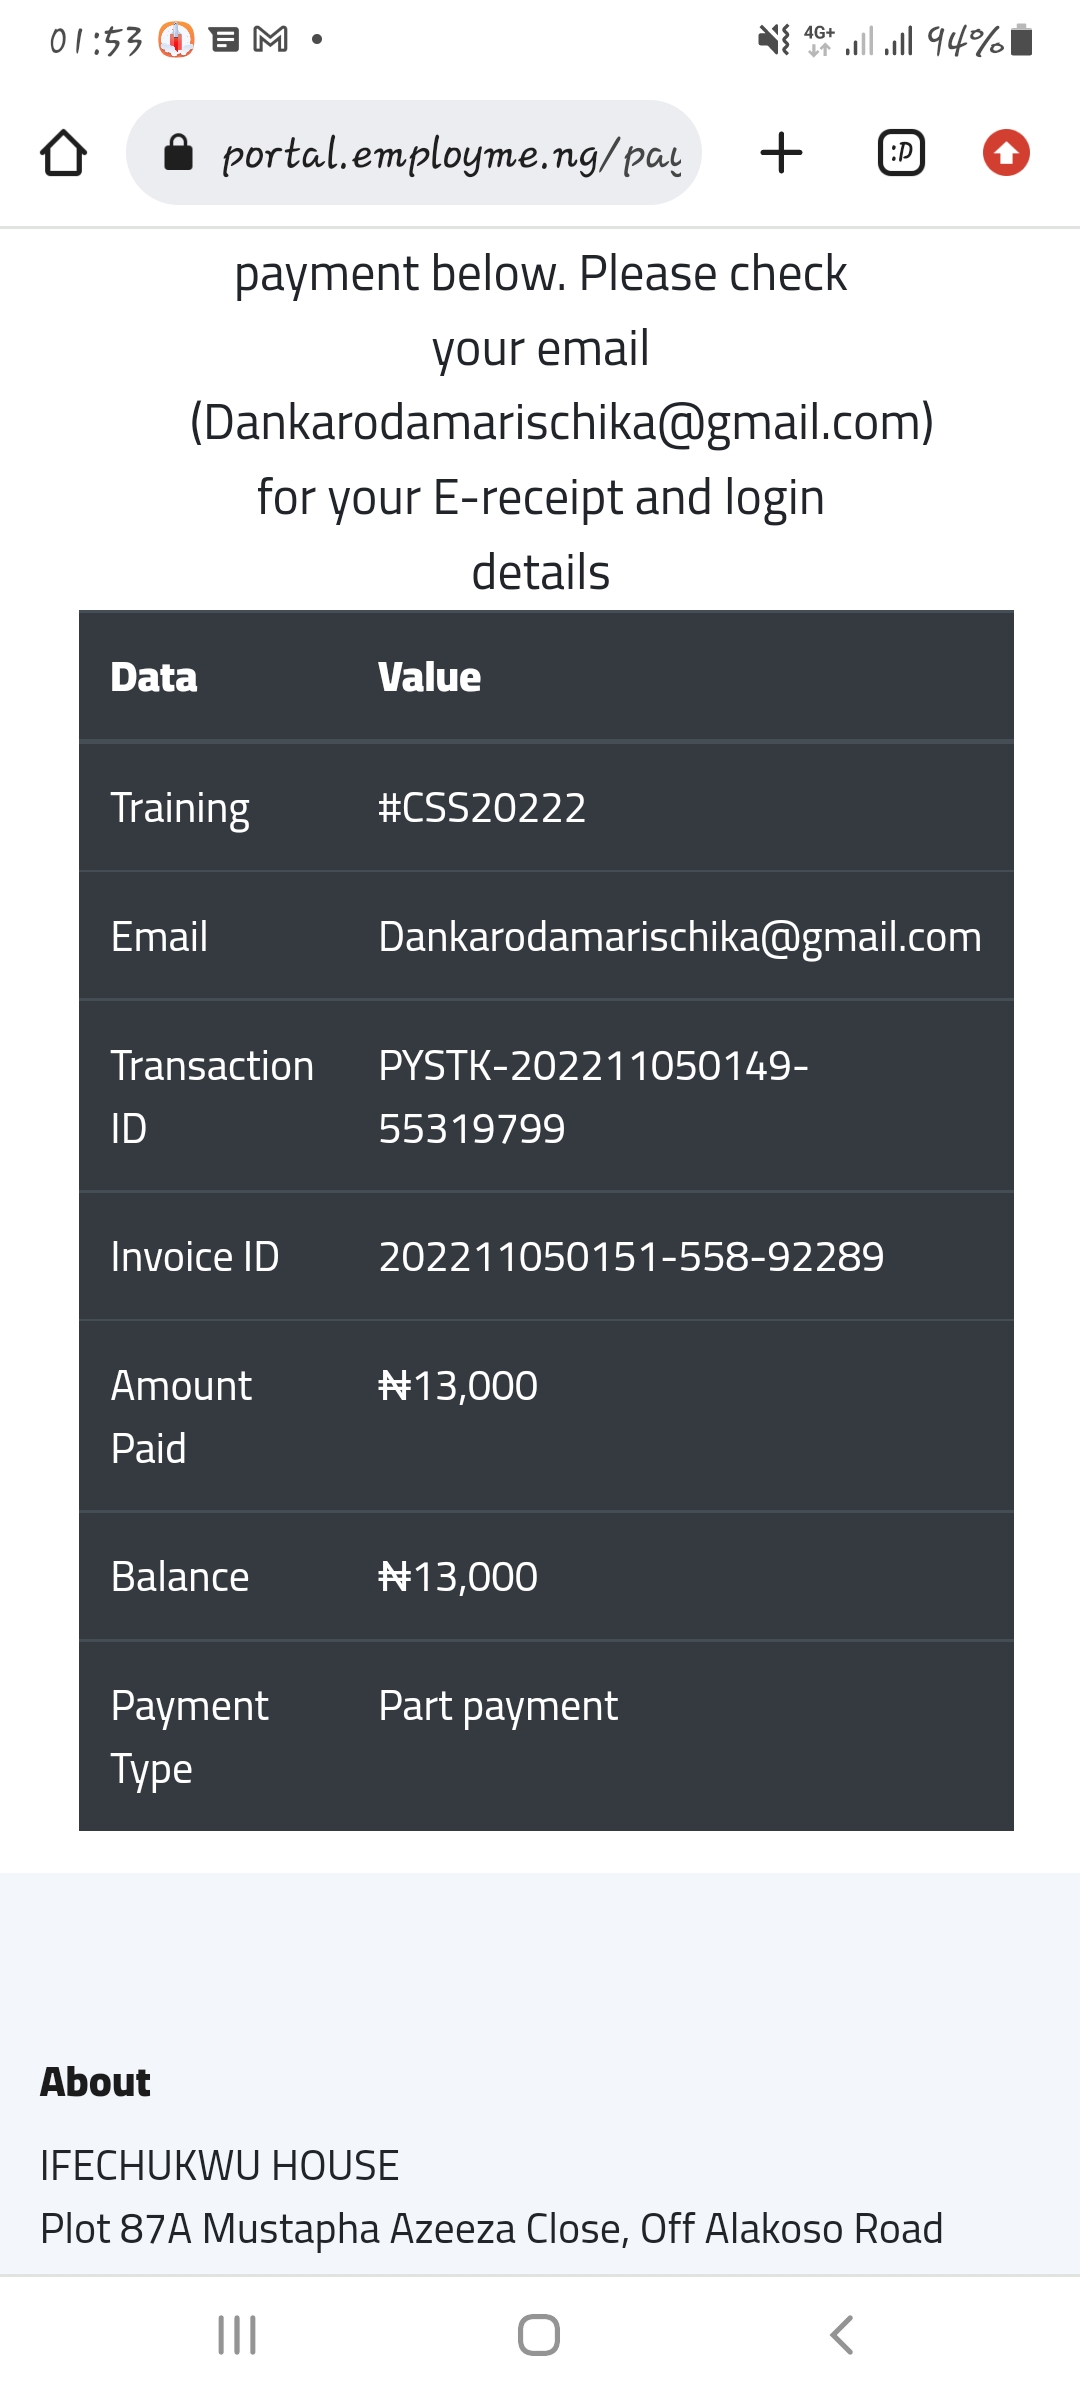 01:53
4G+ 94%
portal.employme.ng/pay
:D
payment below. Please check
your email
(Dankarodamarischika@gmail.com)
for your E-receipt and login
details
Data Value
Training #CSS20222
Email Dankarodamarischika@gmail.com
Transaction PYSTK-202211050149-
ID 55319799
Invoice ID 202211050151-558-92289
Amount ₦13,000
Paid
Balance ₦13,000
Payment Part payment
Type
About
IFECHUKWU HOUSE
Plot 87A Mustapha Azeeza Close, Off Alakoso Road